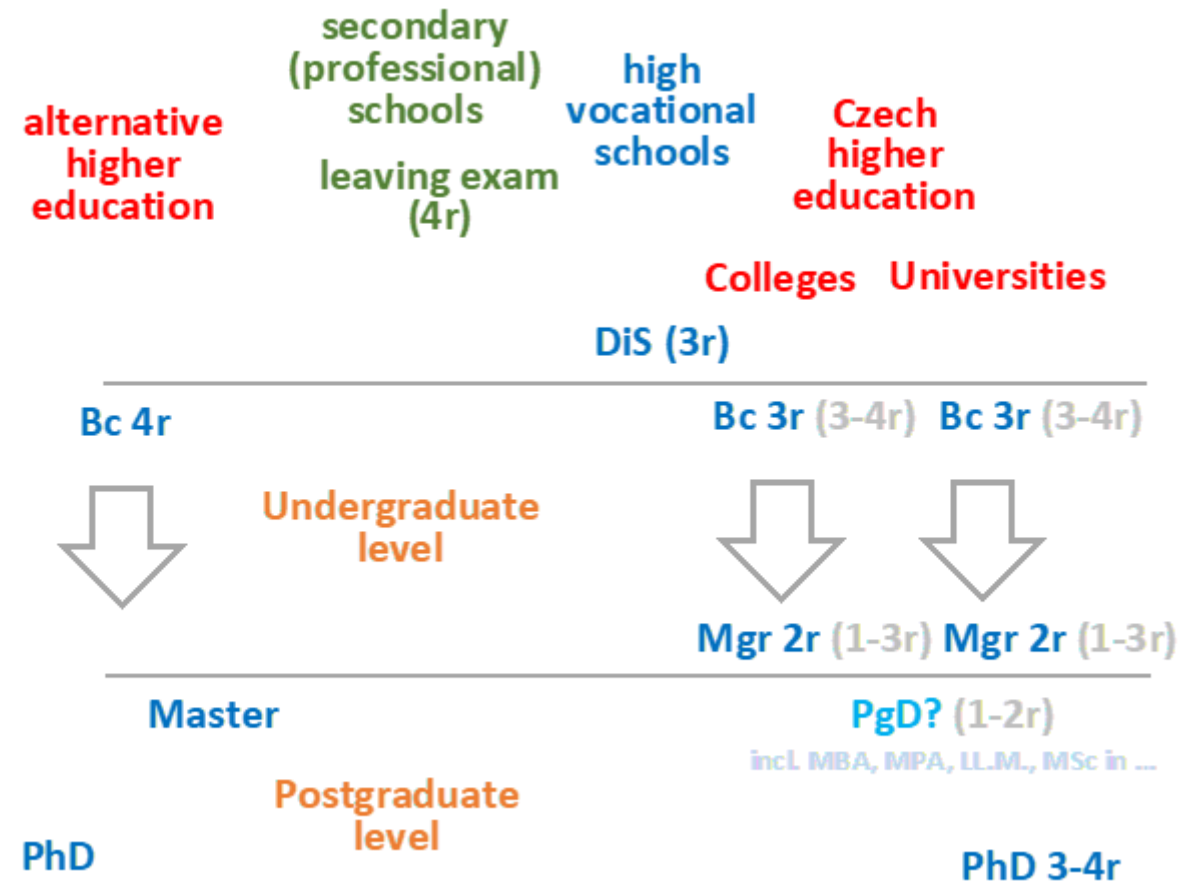 alternative
higher
education
secondary
(professional)
schools
leaving exam
(4r)
high
vocational
schools
Czech
higher
education
Colleges
Universities
DiS (3r)
Bc 4r
Bc 3r (3-4r)
Bc 3r (3-4r)
Undergraduate
level
Mgr 2r (1-3r)
Mgr 2r (1-3r)
Master
PgD? (1-2r)
incl. MBA, MPA, LL.M., MSc in ...
Postgraduate
level
PhD
PhD 3-4r